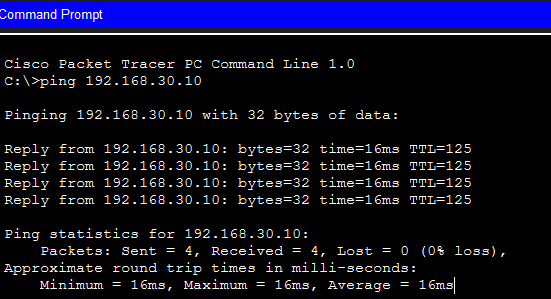 Command Prompt
Cisco Packet Tracer PC Command Line 1.0
C:\>ping 192.168.30.10
Pinging 192.168.30.10 with 32 bytes of data:
Reply from 192.168.30.10: bytes=32 time=16ms TTL=125
Reply from 192.168.30.10: bytes=32 time=16ms TTL=125
Reply from 192.168.30.10: bytes=32 time=16ms TTL=125
Reply from 192.168.30.10: bytes=32 time=16ms TTL=125
Ping statistics for 192.168.30.10:
    Packets: Sent = 4, Received = 4, Lost = 0 (0% loss),
Approximate round trip times in milli-seconds:
    Minimum = 16ms, Maximum = 16ms, Average = 16ms